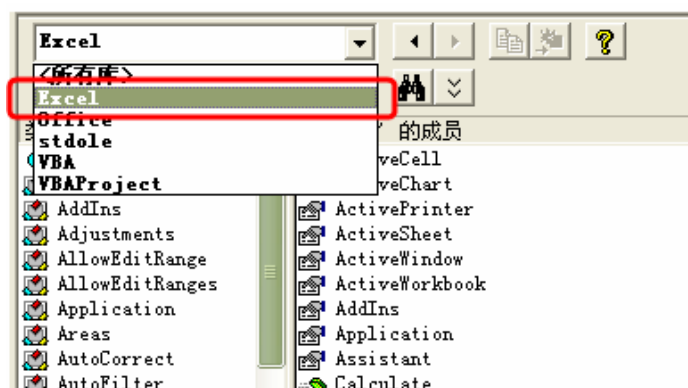 Excel
<所有库>
Excel
Office
stdole
的成员
VBA
veCell
VBAProject
veChart
AddIns
ActivePrinter
Adjustments
ActiveSheet
AllowEditRange
ActiveWindow
AllowEditRanges
ActiveWorkbook
Application
AddIns
Areas
Application
AutoCorrect
Assistant
AutoFilter
Calculate